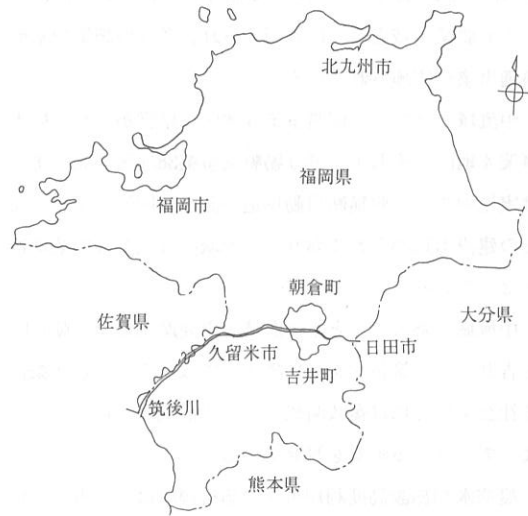 北九州市
福岡県
福岡市
朝倉町
佐賀県
大分県
久留米市
日田市
吉井町
筑後川
熊本県